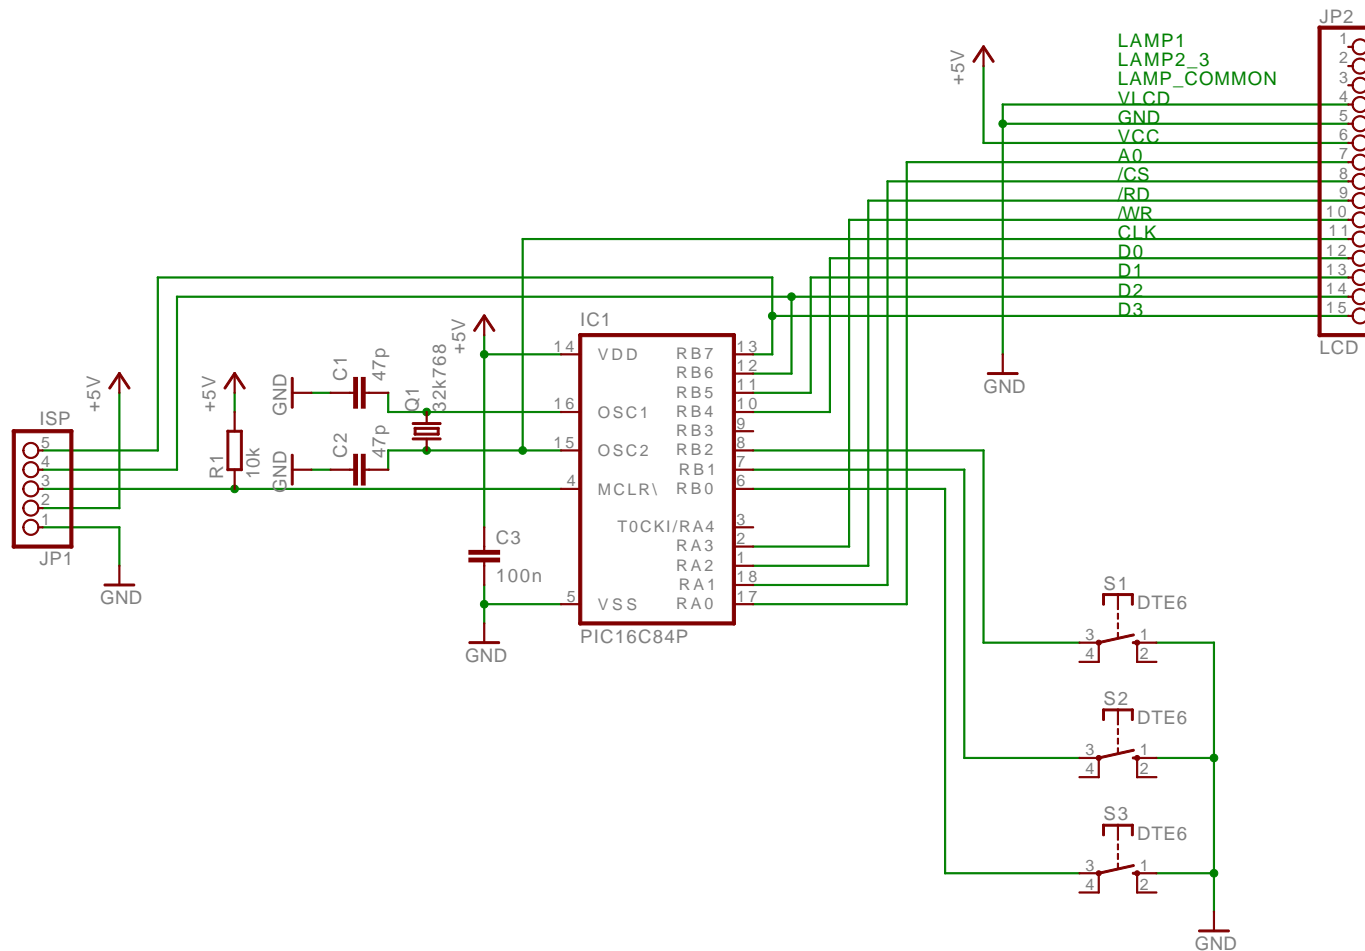 JP2
+5V
LAMP1
1
LAMP2_3
2
LAMP_COMMON
3
VLCD
4
GND
5
VCC
6
A0
7
/CS
8
/RD
9
/WR
10
CLK
11
D0
12
D1
13
D2
14
D3
15
LCD
GND
IC1
+5V
14
VDD
RB7
13
RB6
12
RB5
11
16
OSC1
RB4
10
RB3
9
15
OSC2
RB2
8
RB1
7
4
MCLR\
RB0
6
T0CKI/RA4
3
RA3
2
RA2
1
RA1
18
5
VSS
RA0
17
PIC16C84P
GND
C1
47p
GND
Q1
32k768
C2
47p
GND
+5V
R1
10k
+5V
ISP
5
4
3
2
1
JP1
GND
C3
100n
S1
DTE6
3
1
4
2
S2
DTE6
3
1
4
2
S3
DTE6
3
1
4
2
GND